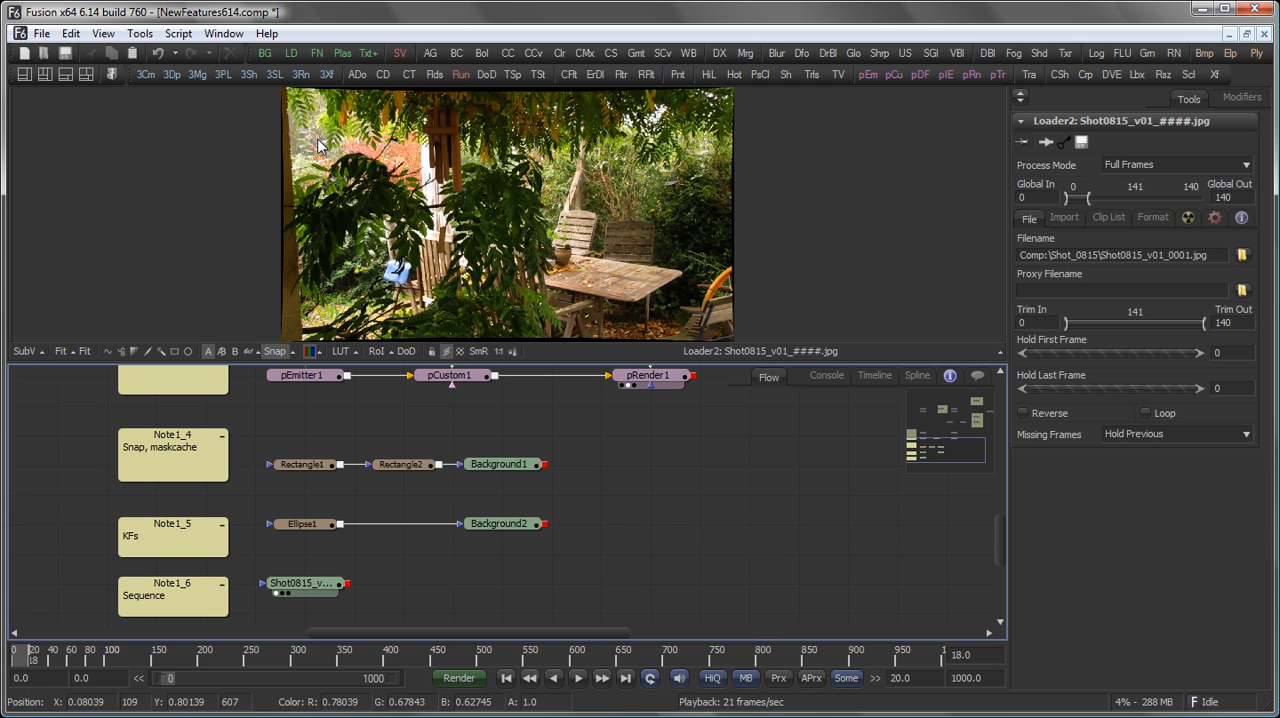 Fusion x64 6.14 build 760 - [NewFeatures614.comp *]
File Edit View Tools Script Window Help
BG LD FN Plas Txt+ SV AG BC Bol CC CCv Clr CMx CS Gmt SCv WB DX Mrg Blur Dfo DrBl Glo Shrp US SGl VBl DBl Fog Shd Txr Log FLU Gm RN Bmp Elp Ply
3Cm 3Dp 3Mg 3PL 3Sh 3SL 3Rn 3Xf ADo CD CT Flds Run DoD TSp TSt CFlt ErDl Fltr RFlt Pnt HiL Hot PsCl Sh Trls TV pEm pCu pDF pIE pRn pTr Tra CSh Crp DVE Lbx Rsz Scl Xf
Tools Modifiers
Loader2: Shot0815_v01_####.jpg
Process Mode Full Frames
Global In 0 141 140 Global Out
0 140
File Import Clip List Format
Filename
Comp:\Shot_0815\Shot0815_v01_0001.jpg
Proxy Filename
Trim In 141 Trim Out
0 140
Hold First Frame
0
Hold Last Frame
0
Reverse Loop
Missing Frames Hold Previous
SubV Fit Fit A B Snap LUT RoI DoD SmR 1:1 Loader2: Shot0815_v01_####.jpg
Flow Console Timeline Spline
pEmitter1 pCustom1 pRender1
Note1_4
Snap, maskcache
Rectangle1 Rectangle2 Background1
Note1_5
KFs
Ellipse1 Background2
Note1_6
Sequence
Shot0815_v...
0 20 40 60 80 100 150 200 250 300 350 400 450 500 550 600 650 700 750 800 850 900 950 1
18
18.0
0.0 0.0 << 0 1000 Render HiQ MB Prx APrx Some >> 20.0 1000.0
Position: X: 0.08039 109 Y: 0.80139 607 Color: R: 0.78039 G: 0.67843 B: 0.62745 A: 1.0 Playback: 21 frames/sec 4% - 288 MB Idle